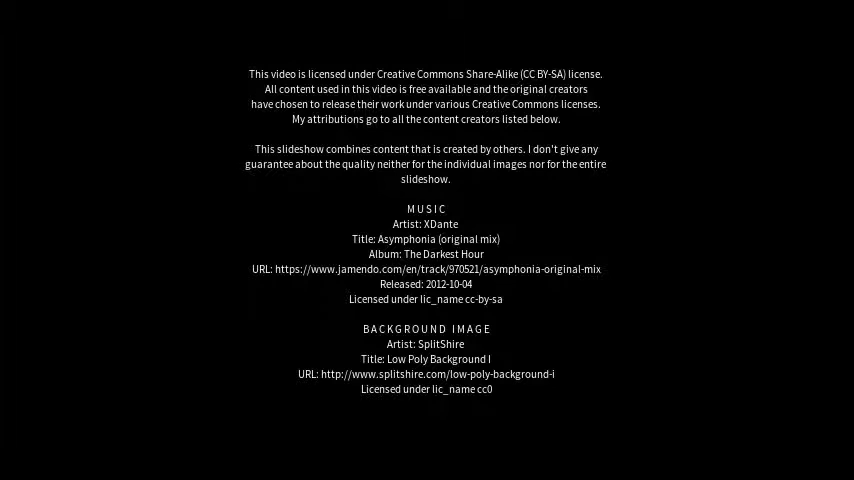 This video is licensed under Creative Commons Share-Alike (CC BY-SA) license.
All content used in this video is free available and the original creators
have chosen to release their work under various Creative Commons licenses.
My attributions go to all the content creators listed below.
This slideshow combines content that is created by others. I don't give any
guarantee about the quality neither for the individual images nor for the entire
slideshow.
MUSIC
Artist: XDante
Title: Asymphonia (original mix)
Album: The Darkest Hour
URL: https://www.jamendo.com/en/track/970521/asymphonia-original-mix
Released: 2012-10-04
Licensed under lic_name cc-by-sa
BACKGROUND IMAGE
Artist: SplitShire
Title: Low Poly Background I
URL: http://www.splitshire.com/low-poly-background-i
Licensed under lic_name cc0